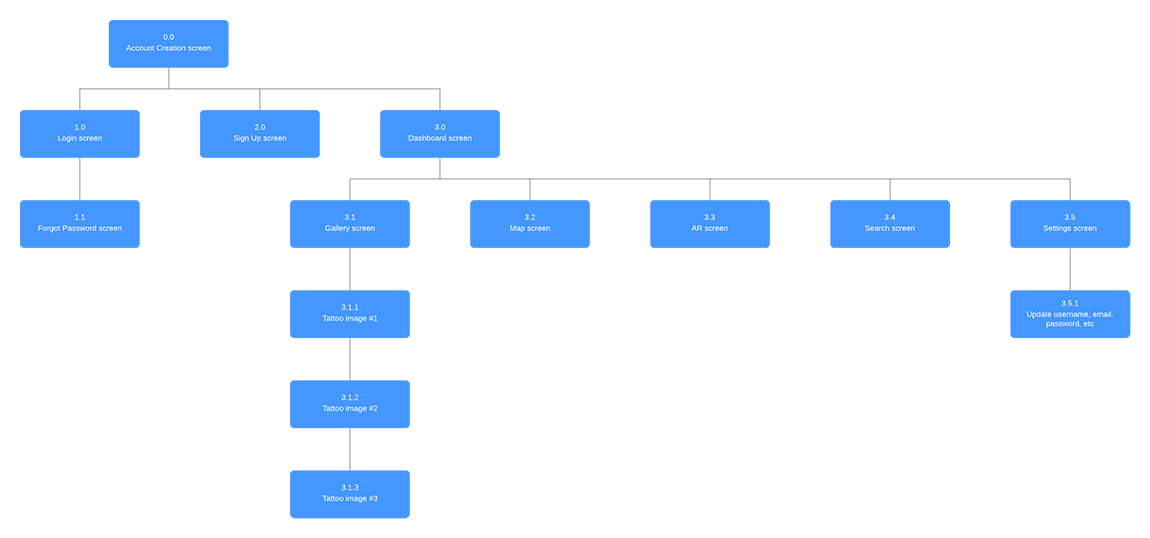 0.0
Account Creation screen
1.0
Login screen
2.0
Sign Up screen
3.0
Dashboard screen
1.1
Forgot Password screen
3.1
Gallery screen
3.2
Map screen
3.3
AR screen
3.4
Search screen
3.5
Settings screen
3.1.1
Tattoo image #1
3.5.1
Update username, email,
password, etc
3.1.2
Tattoo image #2
3.1.3
Tattoo image #3